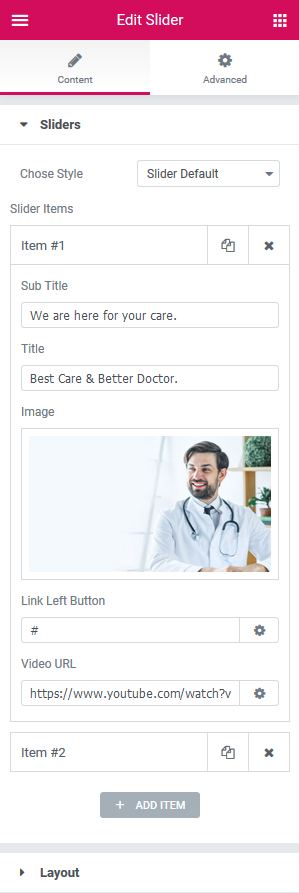 Edit Slider
Content
Advanced
Sliders
Chose Style
Slider Default
Slider Items
Item #1
Sub Title
We are here for your care.
Title
Best Care & Better Doctor.
Image
Link Left Button
#
Video URL
https://www.youtube.com/watch?v
Item #2
+ ADD ITEM
Layout